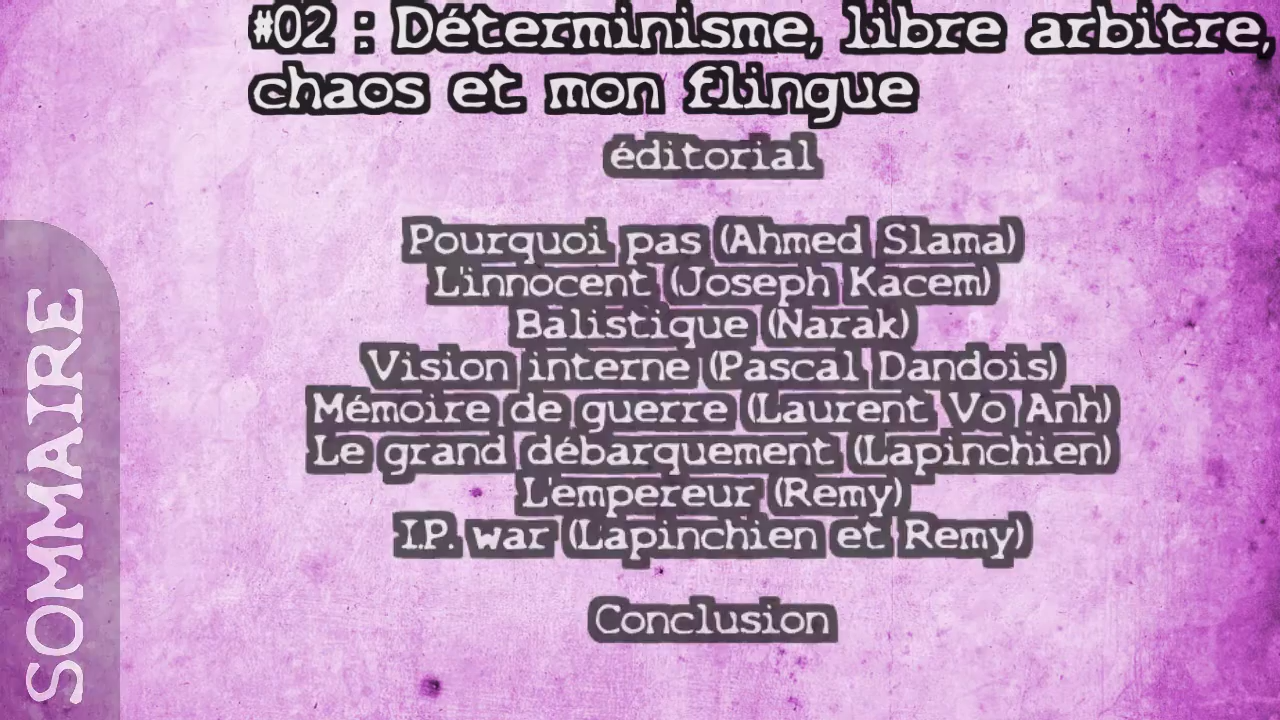 #02 : Déterminisme, libre arbitre,
chaos et mon flingue
éditorial
Pourquoi pas (Ahmed Slama)
L'innocent (Joseph Kacem)
Balistique (Narak)
Vision interne (Pascal Dandois)
Mémoire de guerre (Laurent Vo Anh)
Le grand débarquement (Lapinchien)
L'empereur (Remy)
I.P. war (Lapinchien et Remy)
Conclusion
SOMMAIRE